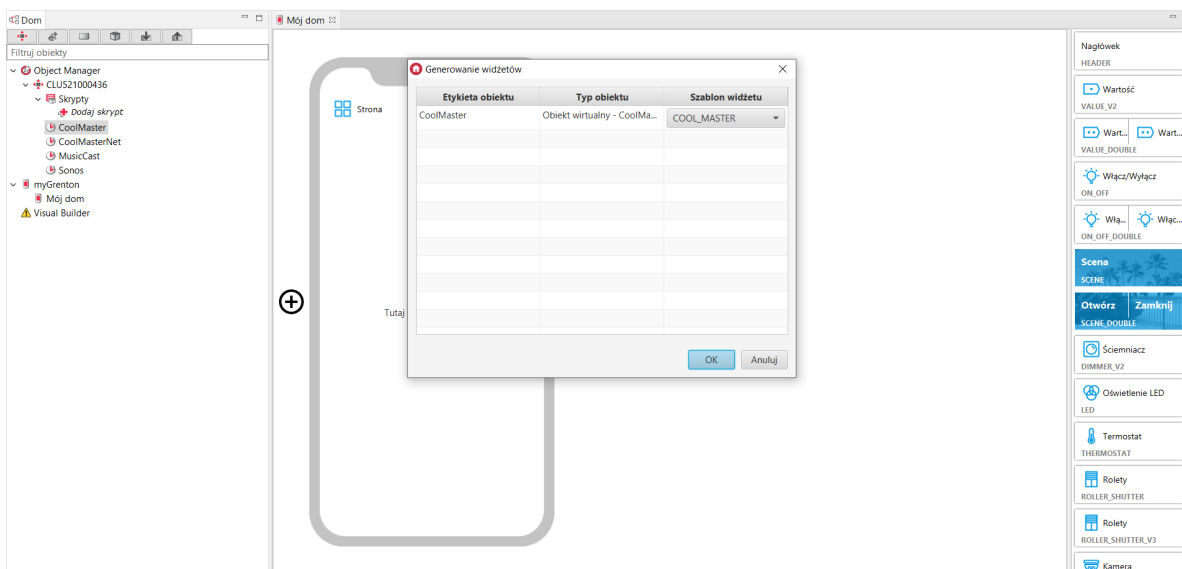 Dom
Filtruj obiekty
Object Manager
CLU521000436
Skrypty
Dodaj skrypt
CoolMaster
CoolMasterNet
MusicCast
Sonos
myGrenton
Mój dom
Visual Builder
Mój dom
Strona
Tutaj
Generowanie widżetów
Etykieta obiektu Typ obiektu Szablon widżetu
CoolMaster Obiekt wirtualny - CoolMa... COOL_MASTER
OK Anuluj
Nagłówek
HEADER
Wartość
VALUE_V2
Wart... Wart...
VALUE_DOUBLE
Włącz/Wyłącz
ON_OFF
Włą... Włąc...
ON_OFF_DOUBLE
Scena
SCENE
Otwórz Zamknij
SCENE_DOUBLE
Ściemniacz
DIMMER_V2
Oświetlenie LED
LED
Termostat
THERMOSTAT
Rolety
ROLLER_SHUTTER
Rolety
ROLLER_SHUTTER_V3
Kamera